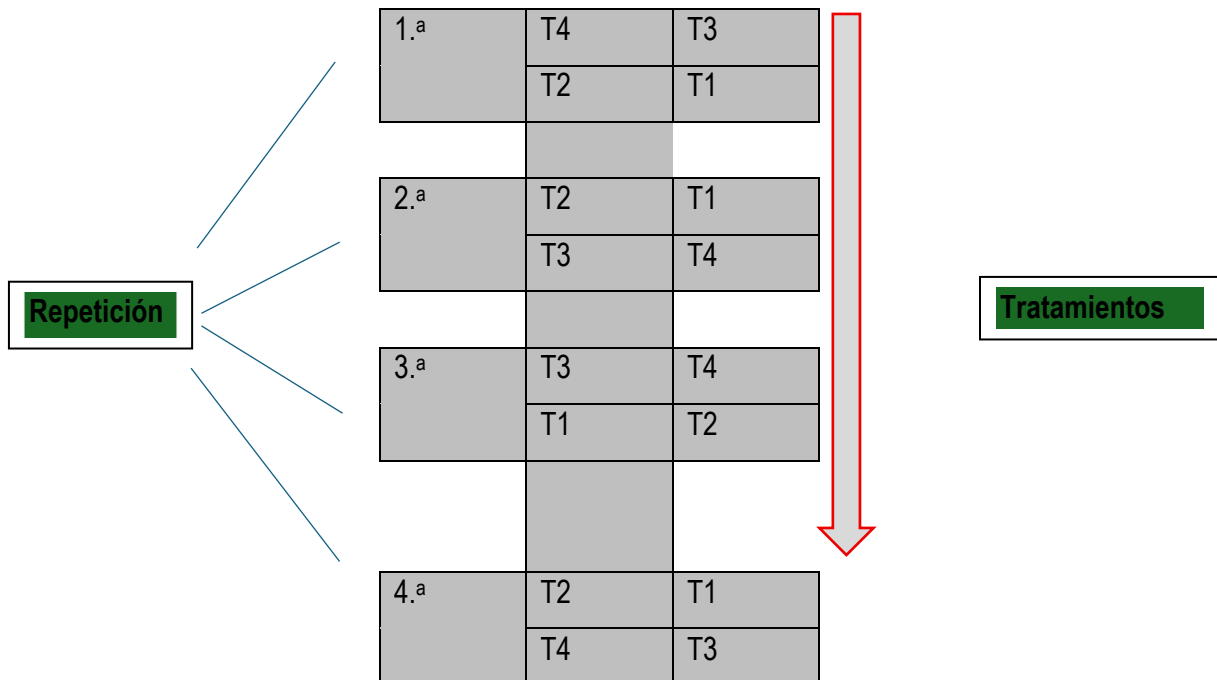 1.ª T4 T3
T2 T1
2.ª T2 T1
T3 T4
Repetición
Tratamientos
3.ª T3 T4
T1 T2
4.ª T2 T1
T4 T3